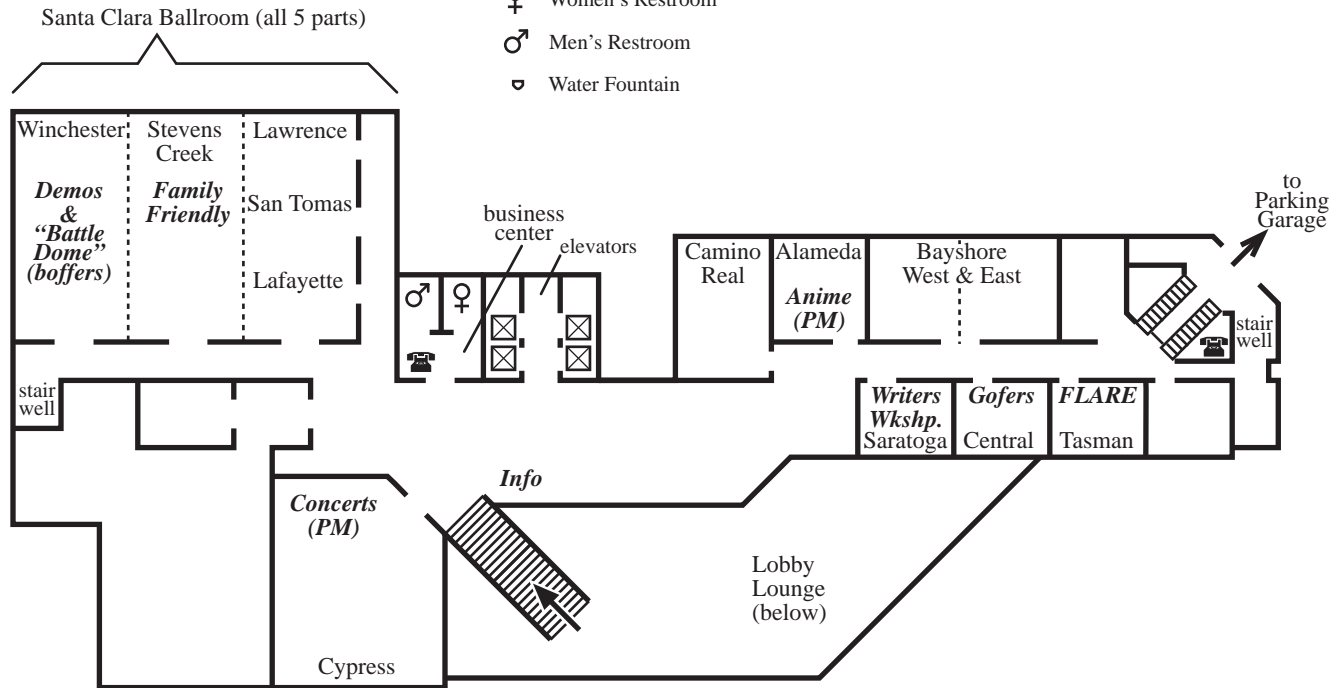 ♀ Women's Restroom
Santa Clara Ballroom (all 5 parts)
♂ Men's Restroom
Water Fountain
Winchester
Demos
&
“Battle
Dome”
(boffers)
Stevens
Creek
Family
Friendly
Lawrence
San Tomas
Lafayette
business
center
elevators
♂
♀
Camino
Real
Alameda
Anime
(PM)
Bayshore
West & East
to
Parking
Garage
stair
well
stair
well
Writers
Wkshp.
Saratoga
Gofers
Central
FLARE
Tasman
Info
Concerts
(PM)
Cypress
Lobby
Lounge
(below)